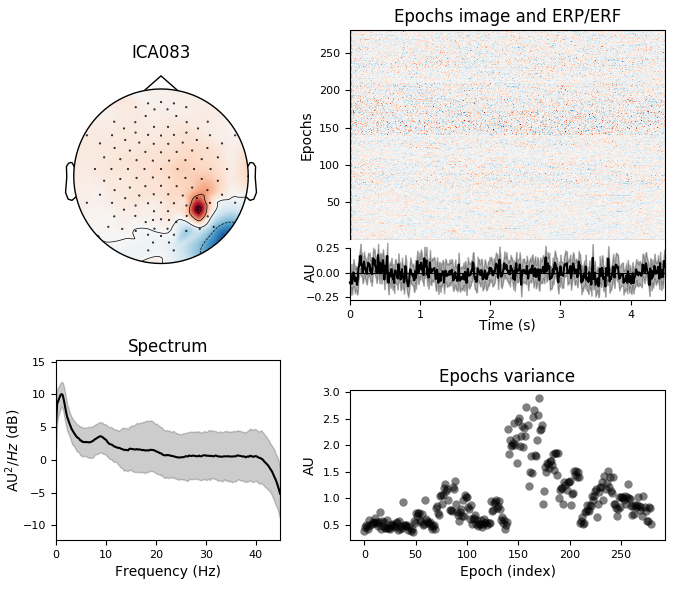 ICA083
Epochs image and ERP/ERF
Epochs
250
200
150
100
50
AU
0.25
0.00
−0.25
0 1 2 3 4
Time (s)
Spectrum
AU²/Hz (dB)
15
10
5
0
−5
−10
0 10 20 30 40
Frequency (Hz)
Epochs variance
AU
3.0
2.5
2.0
1.5
1.0
0.5
0 50 100 150 200 250
Epoch (index)